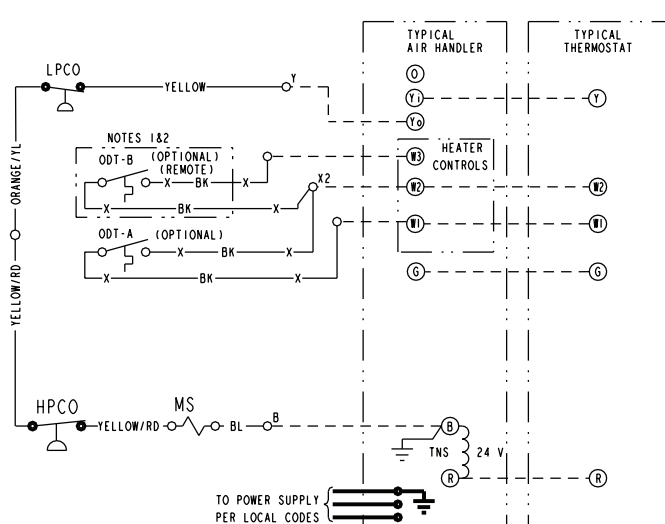 TYPICAL
AIR HANDLER
TYPICAL
THERMOSTAT
LPCO
YELLOW
Y
O
Yi
Y
Yo
ORANGE/YL
NOTES 1&2
ODT-B (OPTIONAL)
(REMOTE)
X BK X
X BK X
X2
W3
HEATER
CONTROLS
W2
W2
W1
W1
ODT-A (OPTIONAL)
X BK X
X BK X
G
G
YELLOW/RD
HPCO
YELLOW/RD
MS
BL
B
B
TNS 24 V
R
R
TO POWER SUPPLY
PER LOCAL CODES